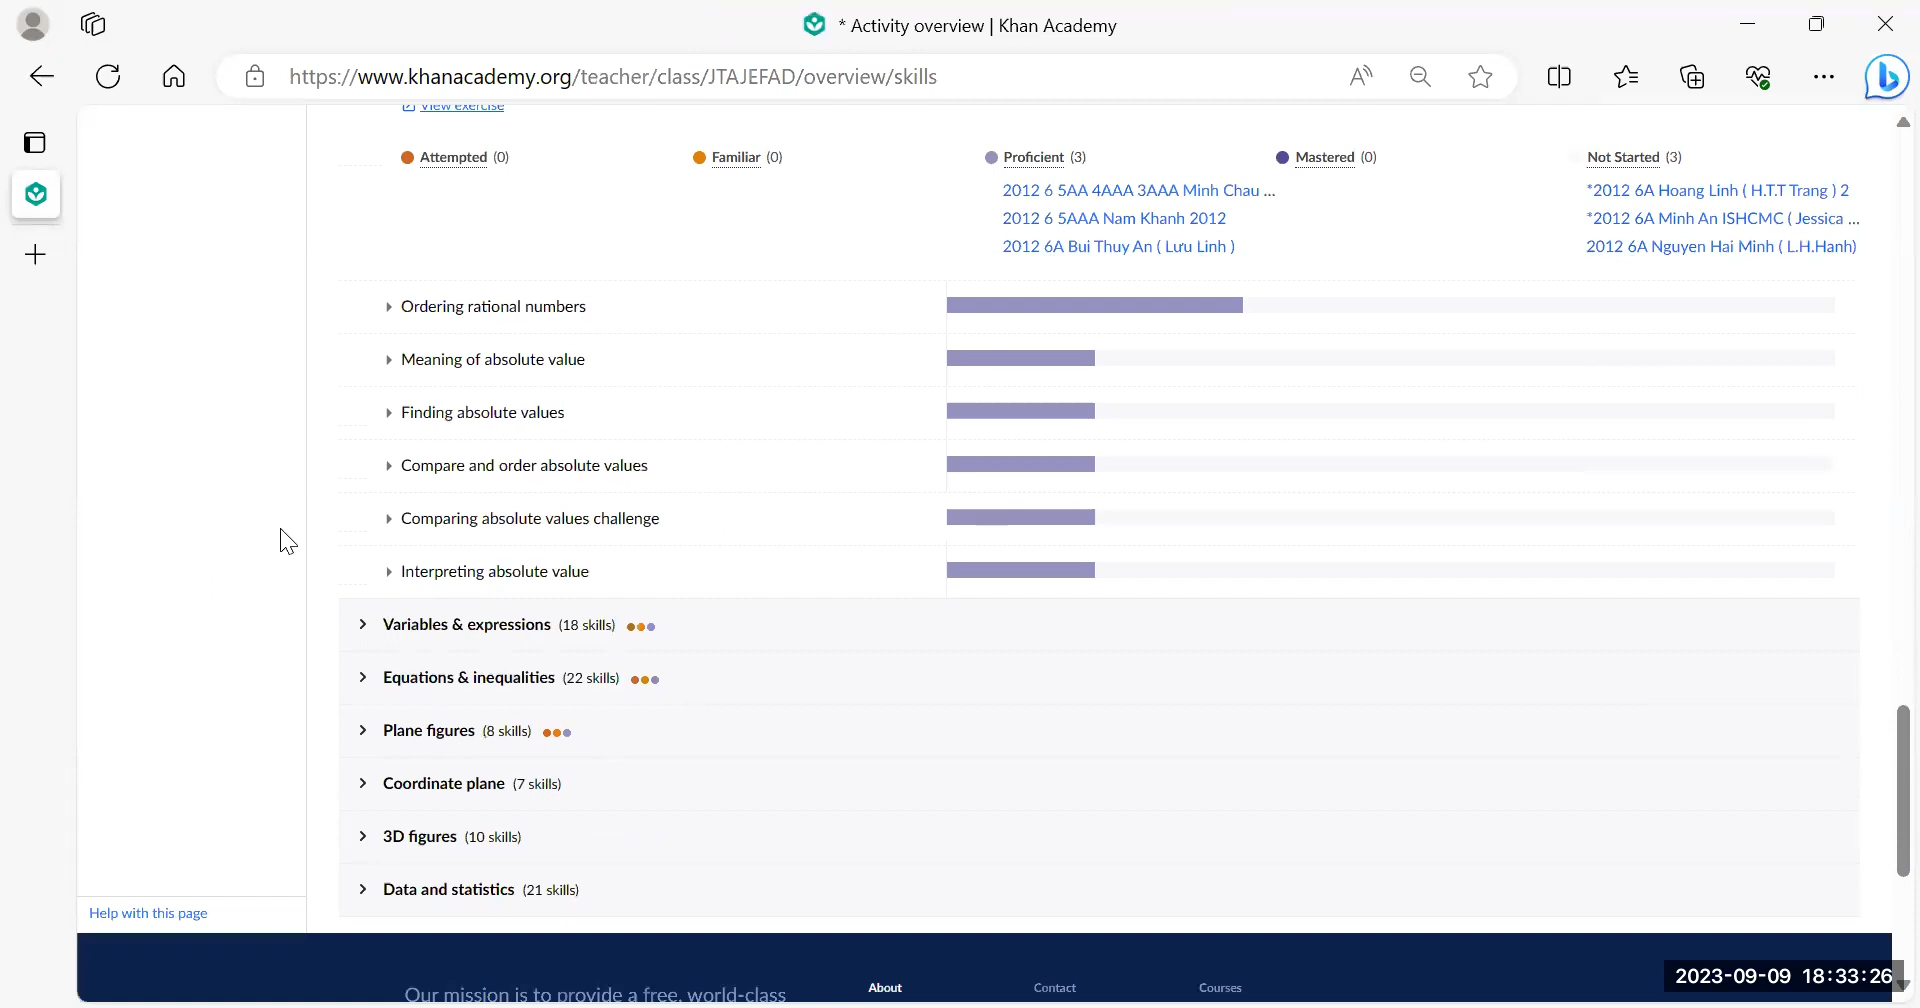 * Activity overview | Khan Academy
https://www.khanacademy.org/teacher/class/JTAJEFAD/overview/skills
View exercise
Attempted (0)
Familiar (0)
Proficient (3)
Mastered (0)
Not Started (3)
2012 6 5AA 4AAA 3AAA Minh Chau ...
*2012 6A Hoang Linh ( H.T.T Trang ) 2
2012 6 5AAA Nam Khanh 2012
*2012 6A Minh An ISHCMC ( Jessica ...
2012 6A Bui Thuy An ( Lưu Linh )
2012 6A Nguyen Hai Minh ( L.H.Hanh)
Ordering rational numbers
Meaning of absolute value
Finding absolute values
Compare and order absolute values
Comparing absolute values challenge
Interpreting absolute value
Variables & expressions (18 skills)
Equations & inequalities (22 skills)
Plane figures (8 skills)
Coordinate plane (7 skills)
3D figures (10 skills)
Data and statistics (21 skills)
Help with this page
Our mission is to provide a free, world-class
About
Contact
Courses
2023-09-09 18:33:26